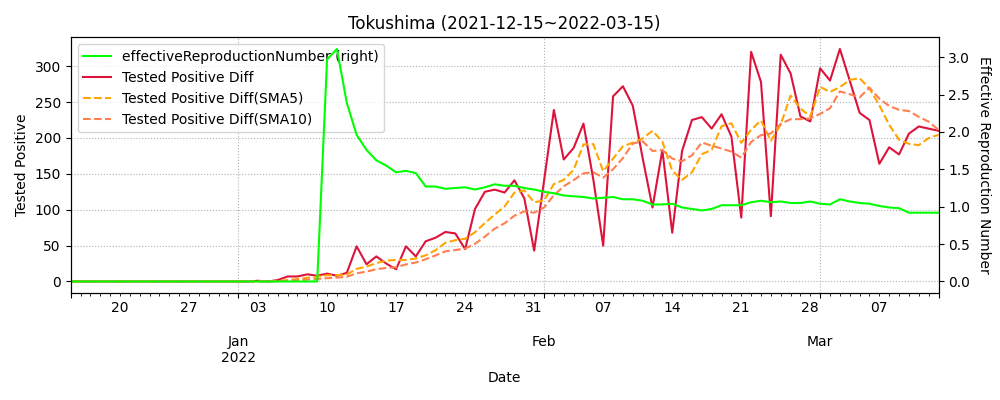 Tokushima (2021-12-15~2022-03-15)
effectiveReproductionNumber (right)
Tested Positive Diff
Tested Positive Diff(SMA5)
Tested Positive Diff(SMA10)
Tested Positive
300
250
200
150
100
50
0
3.0
2.5
2.0
1.5
1.0
0.5
0.0
Effective Reproduction Number
20 27 03 10 17 24 31 07 14 21 28 07
Jan Feb Mar
2022
Date